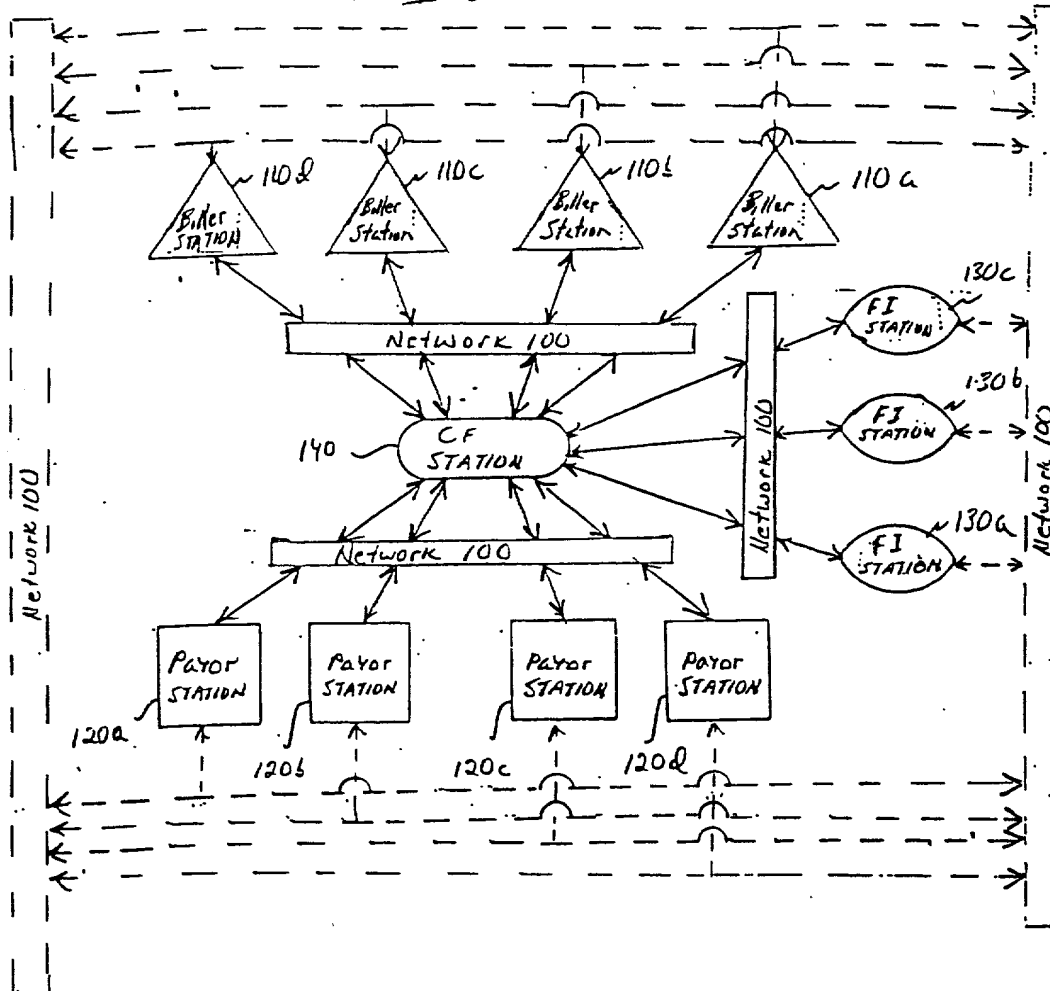 110d
110c
110b
110a
Biller
STATION
Biller
Station
Biller
Station
Biller
Station
130c
FI
STATION
Network 100
130b
FI
STATION
CF
STATION
140
Network 100
Network 100
Network 100
130a
FI
STATION
Network 100
Payor
STATION
Payor
STATION
Payor
STATION
Payor
STATION
120a
120b
120c
120d